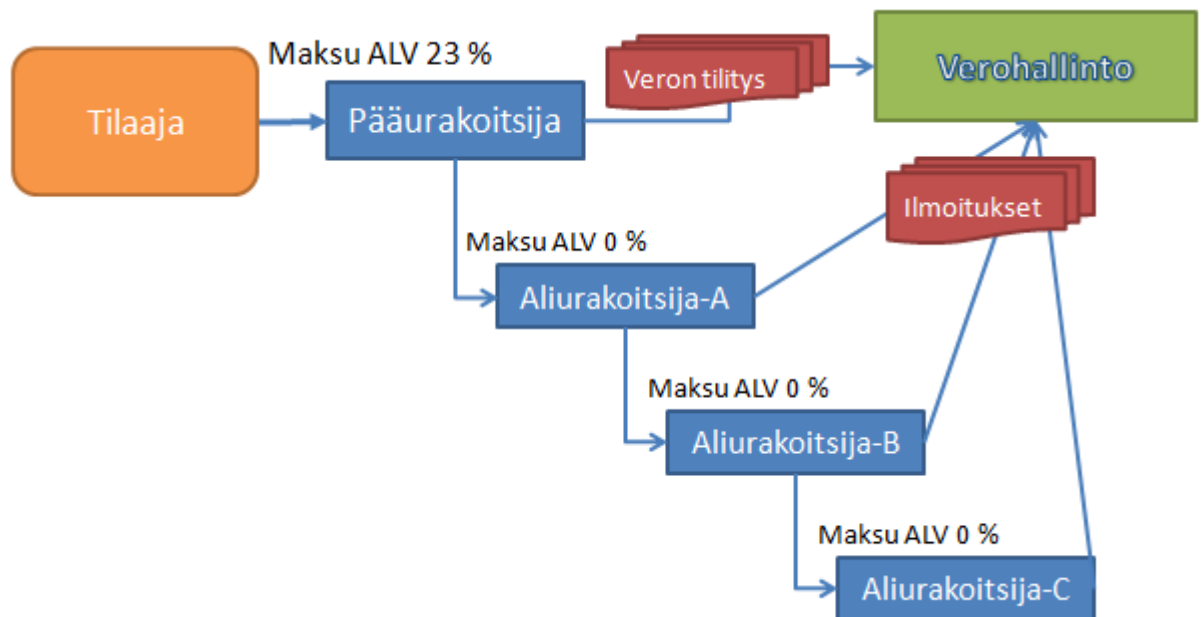 Maksu ALV 23 %
Tilaaja
Pääurakoitsija
Veron tilitys
Verohallinto
Ilmoitukset
Maksu ALV 0 %
Aliurakoitsija-A
Maksu ALV 0 %
Aliurakoitsija-B
Maksu ALV 0 %
Aliurakoitsija-C